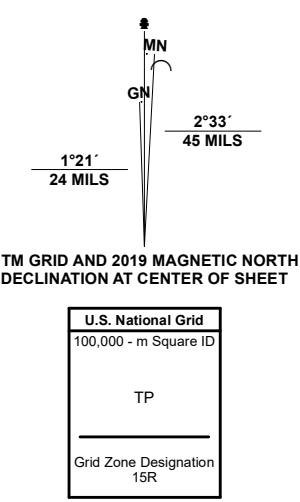 MN
GN
2°33´
45 MILS
1°21´
24 MILS
TM GRID AND 2019 MAGNETIC NORTH
DECLINATION AT CENTER OF SHEET
U.S. National Grid
100,000 - m Square ID
TP
Grid Zone Designation
15R